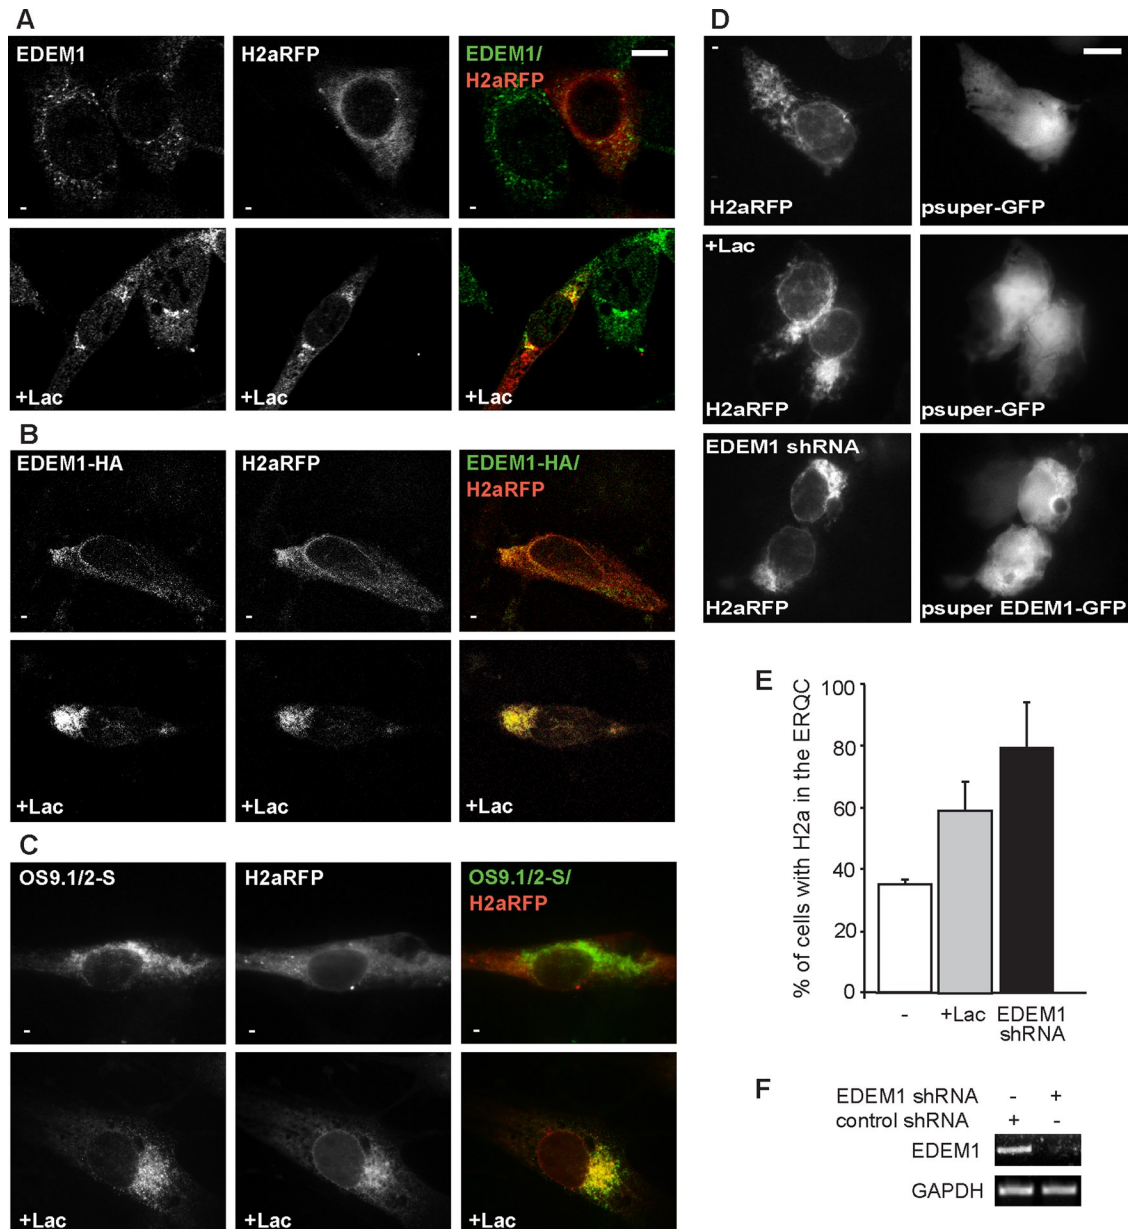 A
EDEM1
H2aRFP
EDEM1/
H2aRFP
-
-
-
+Lac
+Lac
+Lac
B
EDEM1-HA
H2aRFP
EDEM1-HA/
H2aRFP
-
-
-
+Lac
+Lac
+Lac
C
OS9.1/2-S
H2aRFP
OS9.1/2-S/
H2aRFP
-
-
-
+Lac
+Lac
+Lac
D
-
H2aRFP
psuper-GFP
+Lac
H2aRFP
psuper-GFP
EDEM1 shRNA
H2aRFP
psuper EDEM1-GFP
E
% of cells with H2a in the ERQC
100
80
60
40
20
0
- +Lac EDEM1
shRNA
F
EDEM1 shRNA - +
control shRNA + -
EDEM1
GAPDH